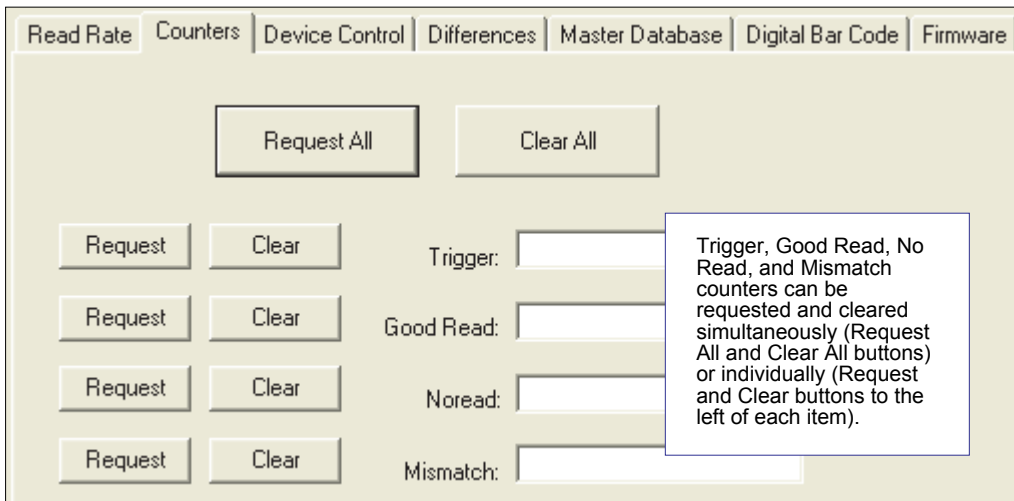 Read Rate Counters Device Control Differences Master Database Digital Bar Code Firmware
Request All Clear All
Request Clear Trigger:
Request Clear Good Read:
Request Clear Noread:
Request Clear Mismatch:
Trigger, Good Read, No
Read, and Mismatch
counters can be
requested and cleared
simultaneously (Request
All and Clear All buttons)
or individually (Request
and Clear buttons to the
left of each item).